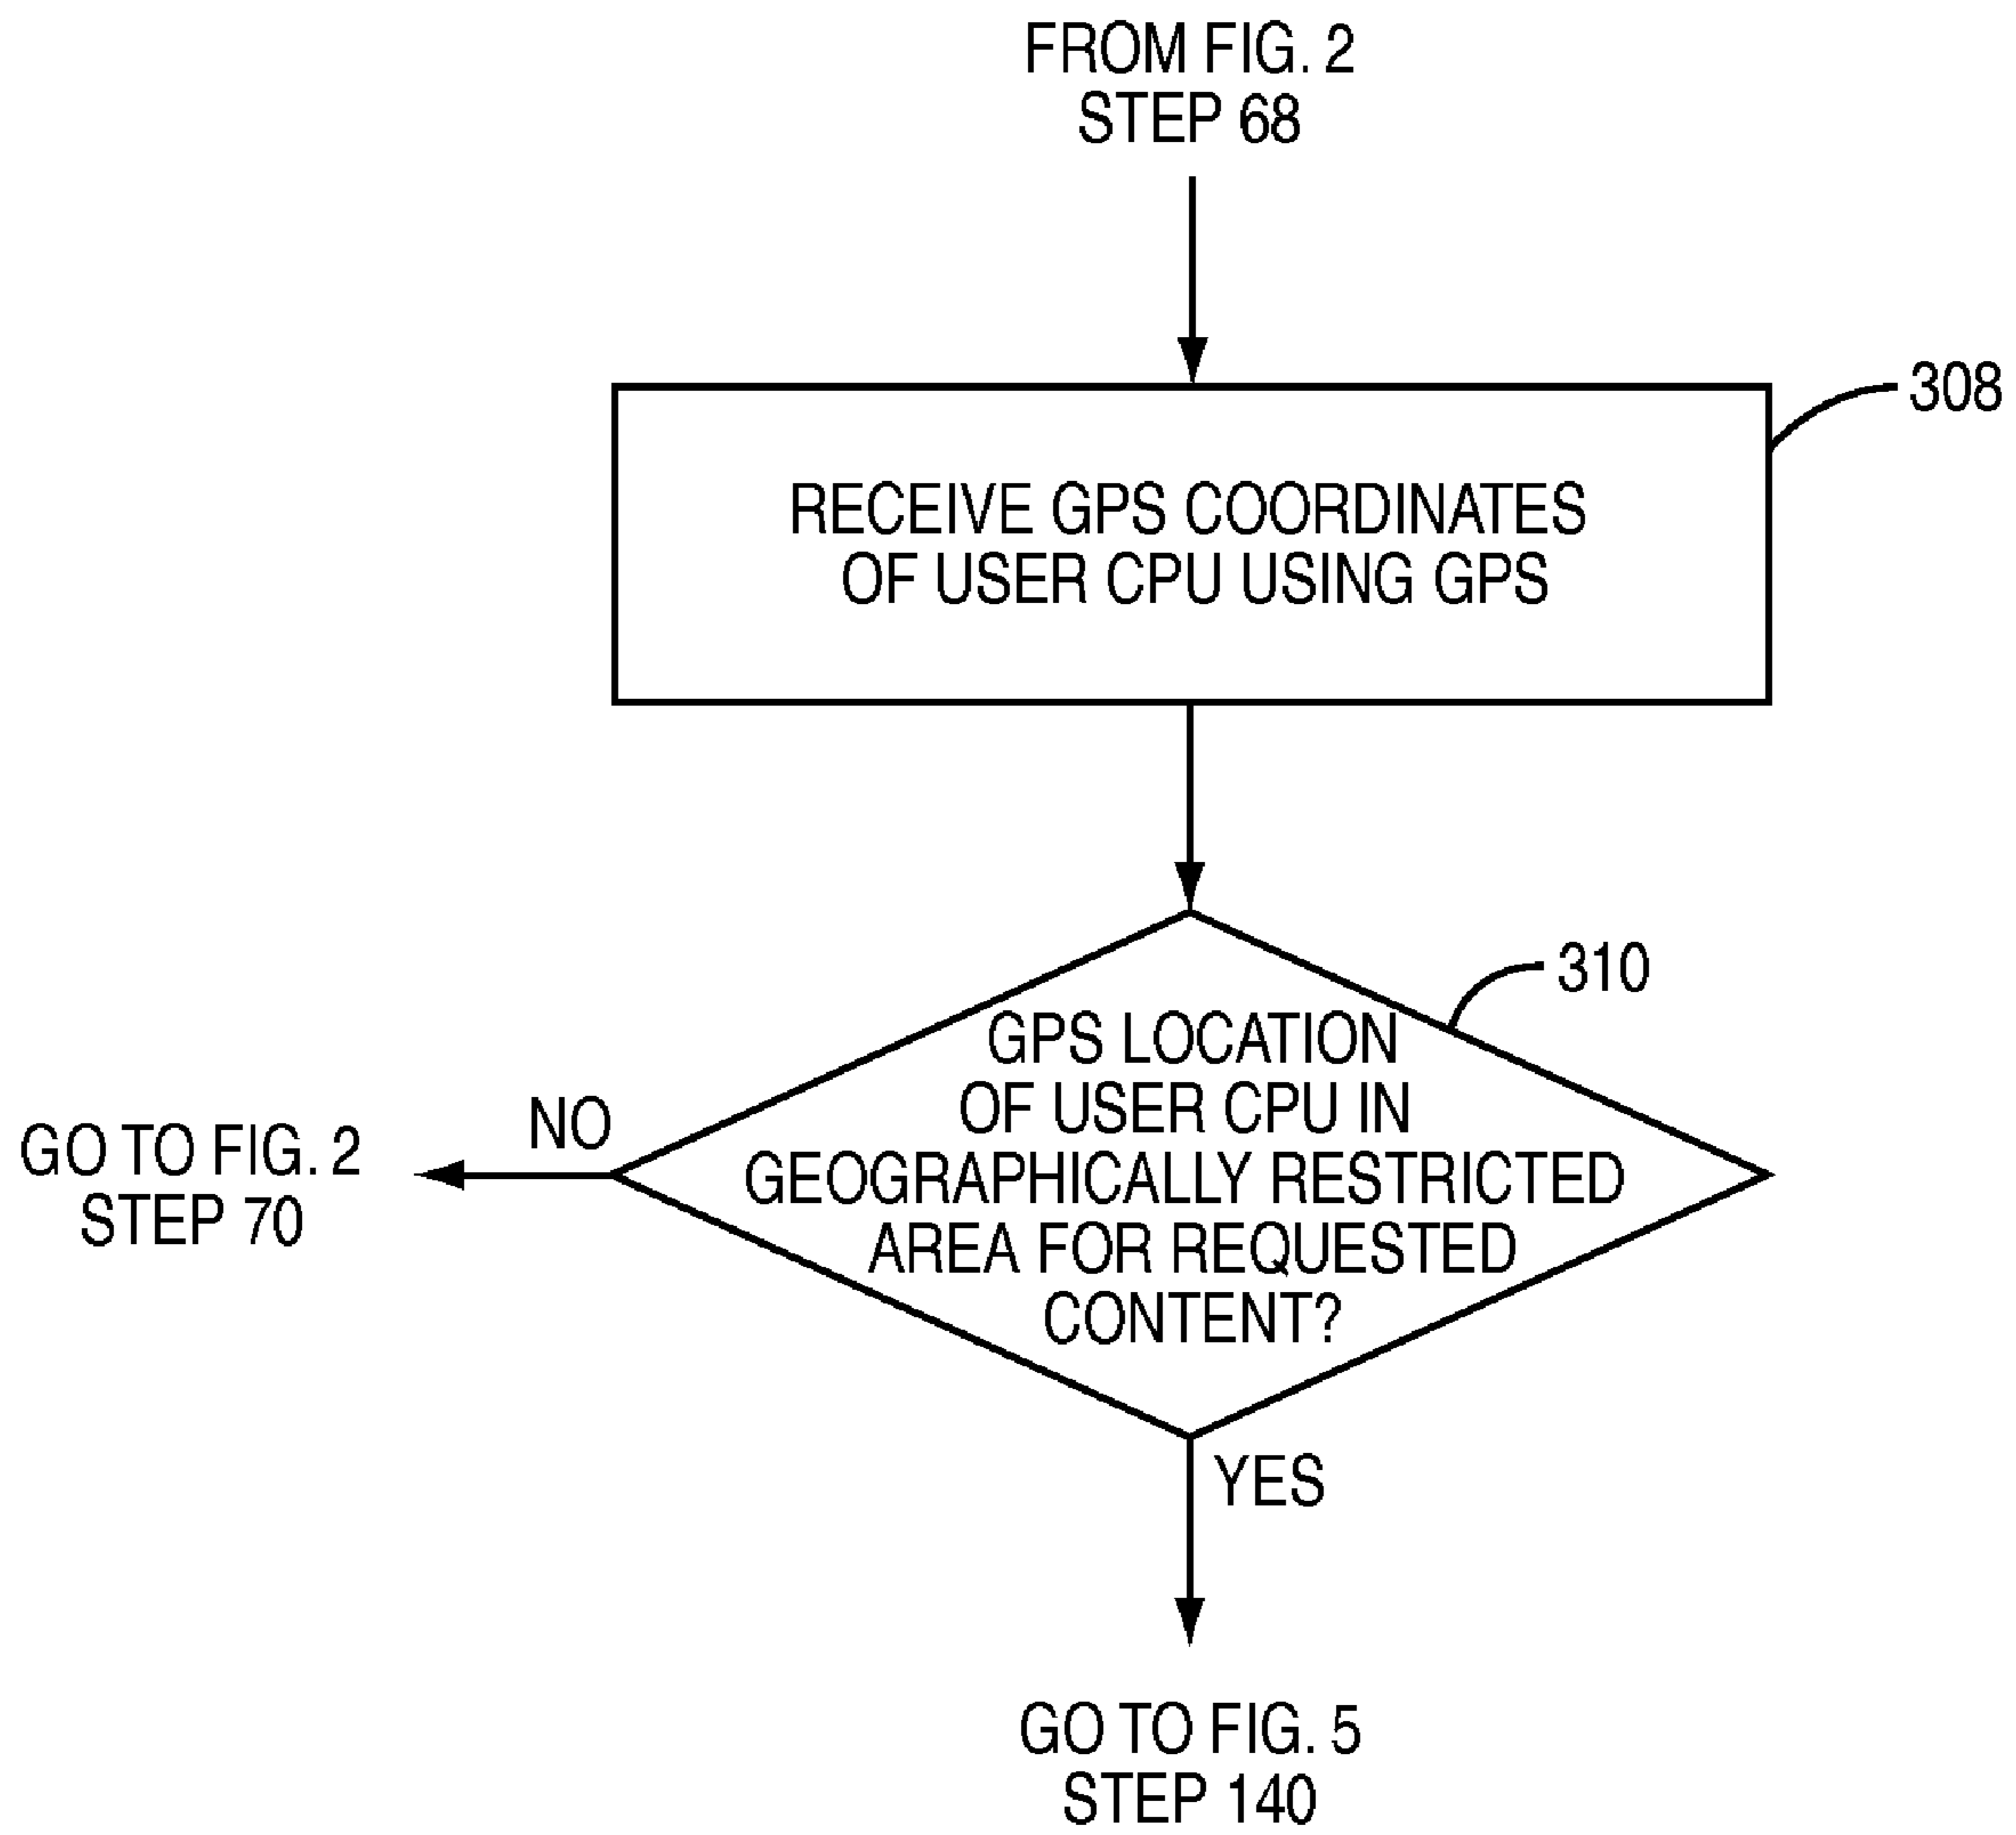 FROM FIG. 2
STEP 68
308
RECEIVE GPS COORDINATES
OF USER CPU USING GPS
310
GPS LOCATION
OF USER CPU IN
GEOGRAPHICALLY RESTRICTED
AREA FOR REQUESTED
CONTENT?
NO
GO TO FIG. 2
STEP 70
YES
GO TO FIG. 5
STEP 140